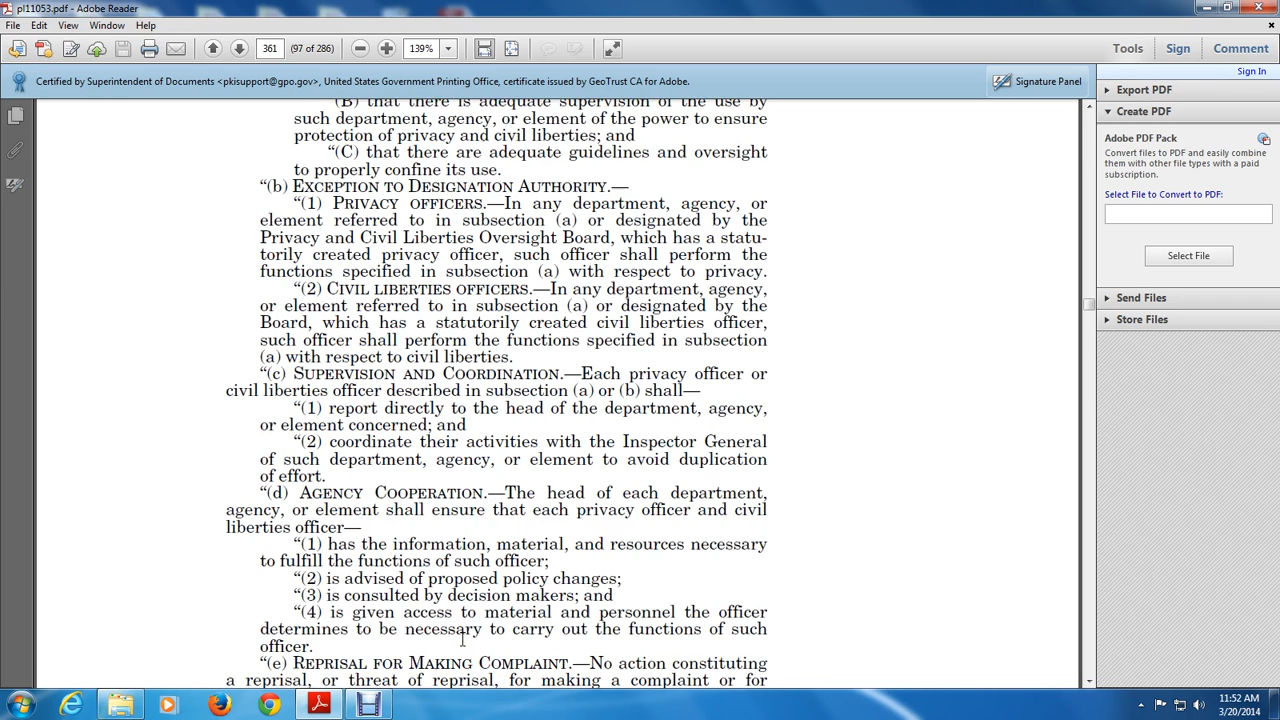 pl11053.pdf - Adobe Reader
File Edit View Window Help
361 (97 of 286) 139% Tools Sign Comment
Certified by Superintendent of Documents <pkisupport@gpo.gov>, United States Government Printing Office, certificate issued by GeoTrust CA for Adobe. Signature Panel
Sign In
Export PDF
Create PDF
Adobe PDF Pack
Convert files to PDF and easily combine
them with other file types with a paid
subscription.
Select File to Convert to PDF:
Select File
Send Files
Store Files
(B) that there is adequate supervision of the use by
such department, agency, or element of the power to ensure
protection of privacy and civil liberties; and
“(C) that there are adequate guidelines and oversight
to properly confine its use.
“(b) EXCEPTION TO DESIGNATION AUTHORITY.—
“(1) PRIVACY OFFICERS.—In any department, agency, or
element referred to in subsection (a) or designated by the
Privacy and Civil Liberties Oversight Board, which has a statu-
torily created privacy officer, such officer shall perform the
functions specified in subsection (a) with respect to privacy.
“(2) CIVIL LIBERTIES OFFICERS.—In any department, agency,
or element referred to in subsection (a) or designated by the
Board, which has a statutorily created civil liberties officer,
such officer shall perform the functions specified in subsection
(a) with respect to civil liberties.
“(c) SUPERVISION AND COORDINATION.—Each privacy officer or
civil liberties officer described in subsection (a) or (b) shall—
“(1) report directly to the head of the department, agency,
or element concerned; and
“(2) coordinate their activities with the Inspector General
of such department, agency, or element to avoid duplication
of effort.
“(d) AGENCY COOPERATION.—The head of each department,
agency, or element shall ensure that each privacy officer and civil
liberties officer—
“(1) has the information, material, and resources necessary
to fulfill the functions of such officer;
“(2) is advised of proposed policy changes;
“(3) is consulted by decision makers; and
“(4) is given access to material and personnel the officer
determines to be necessary to carry out the functions of such
officer.
“(e) REPRISAL FOR MAKING COMPLAINT.—No action constituting
a reprisal, or threat of reprisal, for making a complaint or for
11:52 AM
3/20/2014